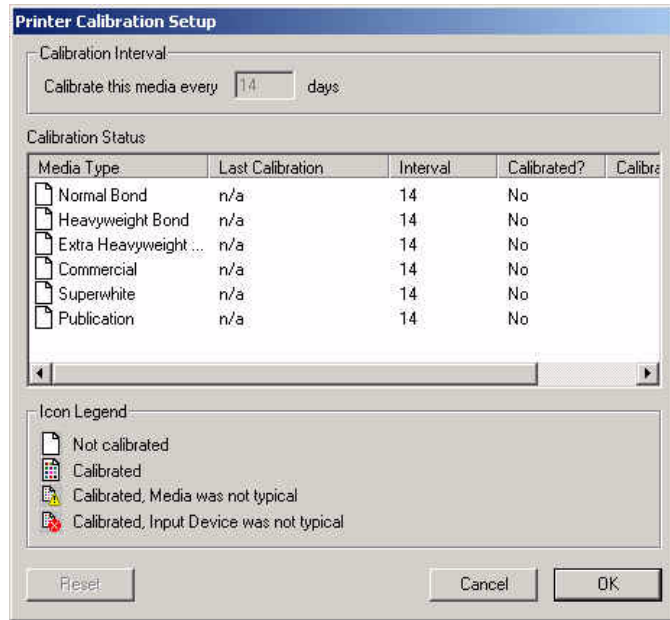 Printer Calibration Setup
Calibration Interval
Calibrate this media every 14 days
Calibration Status
Media Type Last Calibration Interval Calibrated? Calibra
Normal Bond n/a 14 No
Heavyweight Bond n/a 14 No
Extra Heavyweight ... n/a 14 No
Commercial n/a 14 No
Superwhite n/a 14 No
Publication n/a 14 No
Icon Legend
Not calibrated
Calibrated
Calibrated, Media was not typical
Calibrated, Input Device was not typical
Reset Cancel OK